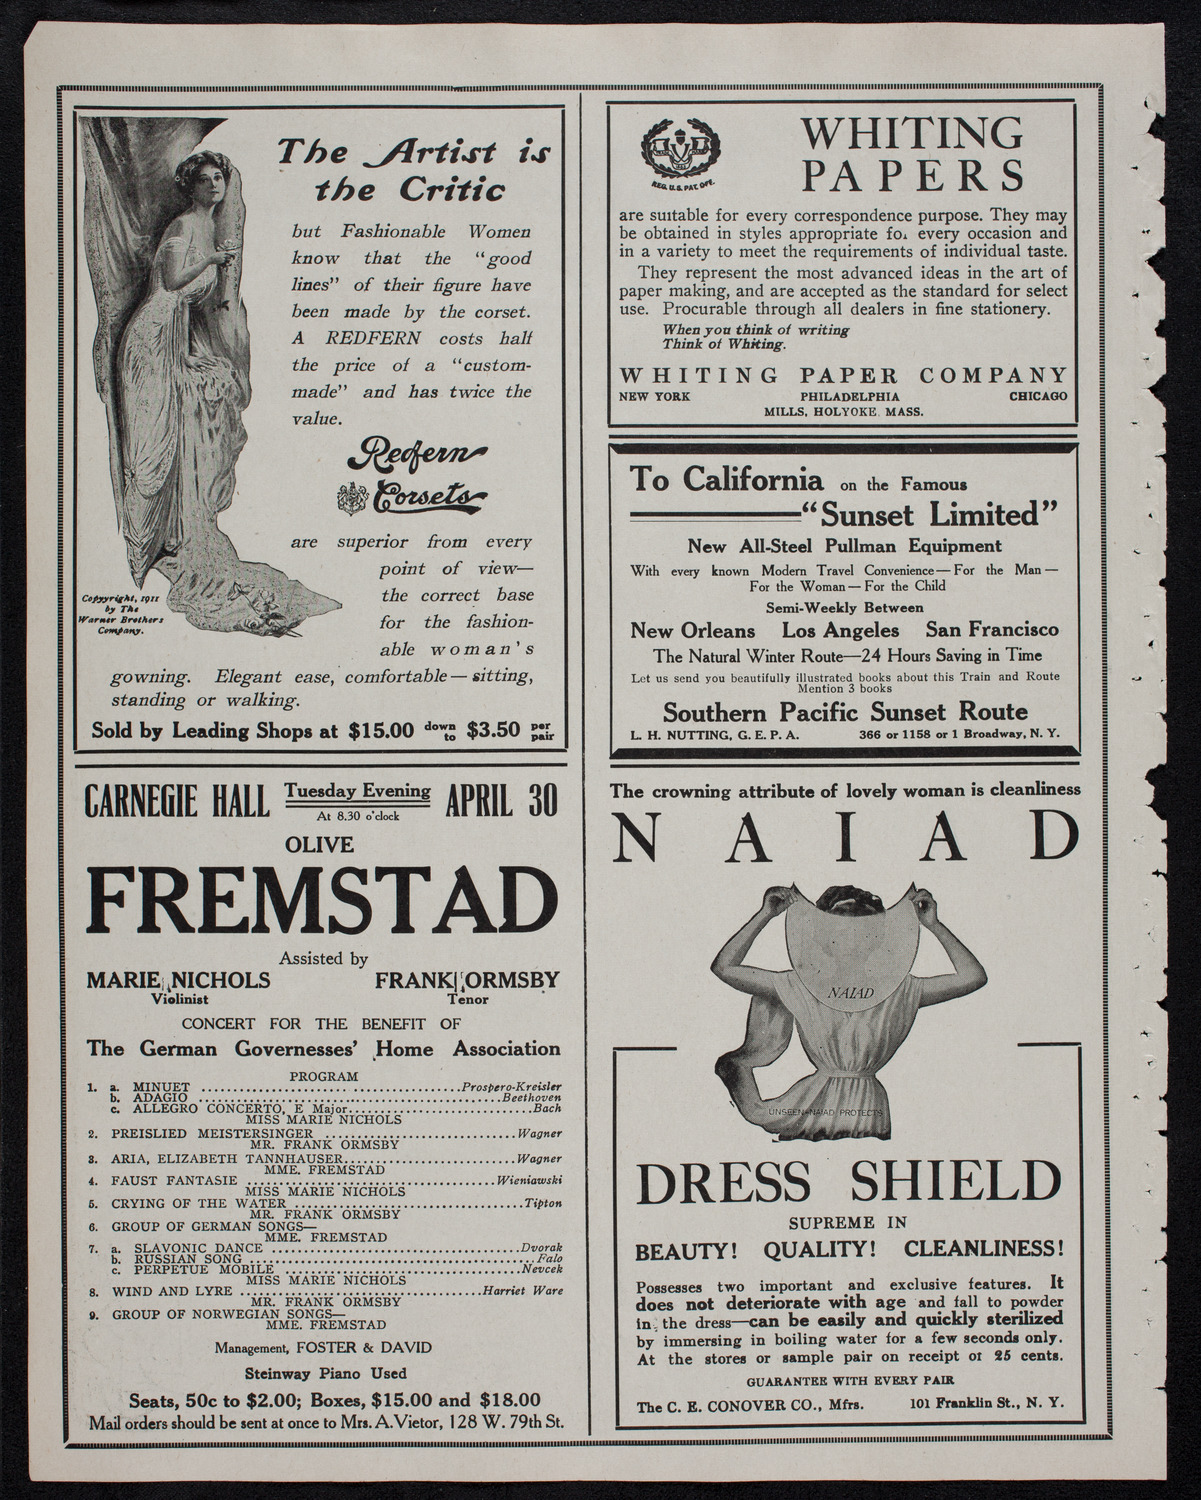 The Artist is
the Critic
but Fashionable Women
know that the "good
lines" of their figure have
been made by the corset.
A REDFERN costs half
the price of a "custom-
made" and has twice the
value.
Redfern
Corsets
are superior from every
point of view—
the correct base
for the fashion-
able woman's
gowning. Elegant ease, comfortable—sitting,
standing or walking.
Copyright, 1911
by The
Warner Brothers
Company.
Sold by Leading Shops at $15.00 down to $3.50 per pair
CARNEGIE HALL Tuesday Evening At 8.30 o'clock APRIL 30
OLIVE
FREMSTAD
Assisted by
MARIE NICHOLS FRANK ORMSBY
Violinist Tenor
CONCERT FOR THE BENEFIT OF
The German Governesses' Home Association
PROGRAM
1. a. MINUET ........ Prospero-Kreisler
b. ADAGIO ........ Beethoven
c. ALLEGRO CONCERTO, E Major ........ Bach
MISS MARIE NICHOLS
2. PREISLIED MEISTERSINGER ........ Wagner
MR. FRANK ORMSBY
3. ARIA, ELIZABETH TANNHAUSER ........ Wagner
MME. FREMSTAD
4. FAUST FANTASIE ........ Wieniawski
MISS MARIE NICHOLS
5. CRYING OF THE WATER ........ Tipton
MR. FRANK ORMSBY
6. GROUP OF GERMAN SONGS—
MME. FREMSTAD
7. a. SLAVONIC DANCE ........ Dvorak
b. RUSSIAN SONG ........ Falo
c. PERPETUE MOBILE ........ Nevcek
MISS MARIE NICHOLS
8. WIND AND LYRE ........ Harriet Ware
MR. FRANK ORMSBY
9. GROUP OF NORWEGIAN SONGS—
MME. FREMSTAD
Management, FOSTER & DAVID
Steinway Piano Used
Seats, 50c to $2.00; Boxes, $15.00 and $18.00
Mail orders should be sent at once to Mrs. A. Vietor, 128 W. 79th St.
REG. U.S. PAT. OFF.
WHITING
PAPERS
are suitable for every correspondence purpose. They may
be obtained in styles appropriate for every occasion and
in a variety to meet the requirements of individual taste.
They represent the most advanced ideas in the art of
paper making, and are accepted as the standard for select
use. Procurable through all dealers in fine stationery.
When you think of writing
Think of Whiting.
WHITING PAPER COMPANY
NEW YORK PHILADELPHIA CHICAGO
MILLS, HOLYOKE, MASS.
To California on the Famous
"Sunset Limited"
New All-Steel Pullman Equipment
With every known Modern Travel Convenience—For the Man—
For the Woman—For the Child
Semi-Weekly Between
New Orleans Los Angeles San Francisco
The Natural Winter Route—24 Hours Saving in Time
Let us send you beautifully illustrated books about this Train and Route
Mention 3 books
Southern Pacific Sunset Route
L. H. NUTTING, G. E. P. A. 366 or 1158 or 1 Broadway, N. Y.
The crowning attribute of lovely woman is cleanliness
NAIAD
NAIAD
UNSEEN-NAIAD PROTECTS
DRESS SHIELD
SUPREME IN
BEAUTY! QUALITY! CLEANLINESS!
Possesses two important and exclusive features. It
does not deteriorate with age and fall to powder
in the dress—can be easily and quickly sterilized
by immersing in boiling water for a few seconds only.
At the stores or sample pair on receipt of 25 cents.
GUARANTEE WITH EVERY PAIR
The C. E. CONOVER CO., Mfrs. 101 Franklin St., N. Y.